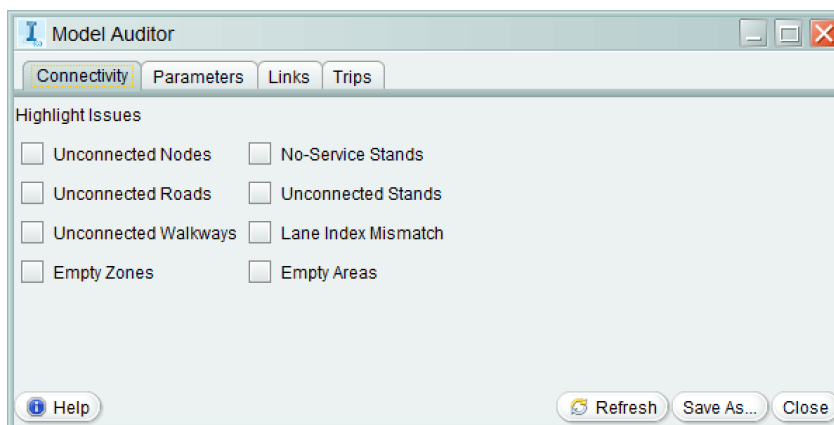 Model Auditor
Connectivity Parameters Links Trips
Highlight Issues
Unconnected Nodes No-Service Stands
Unconnected Roads Unconnected Stands
Unconnected Walkways Lane Index Mismatch
Empty Zones Empty Areas
Help Refresh Save As... Close